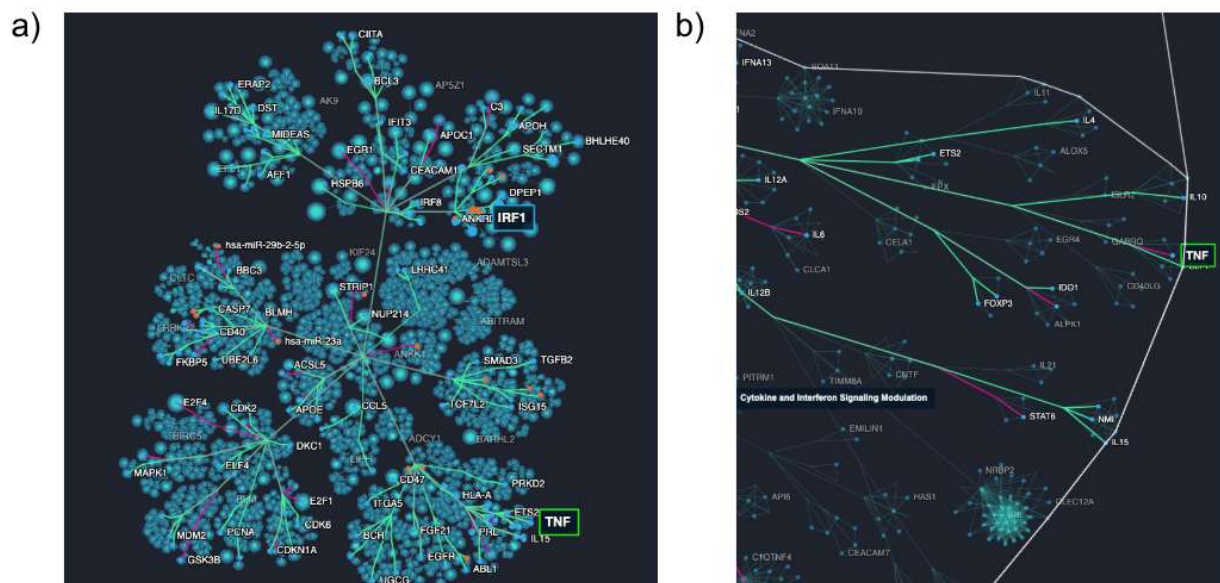 a)
CIITA
ERAP2
BCL3
AP5Z1
AK9
IL17D
DST
C3
IFIT3
APOH
MIDEAS
APOC1
SECTM1
BHLHE40
EGR1
CEACAM1
AFF1
HSPB6
DPEP1
IRF8
IRF1
hsa-miR-29b-2-5p
KIF24
ADAMTSL3
CLTC
BBC3
LRRC41
STRIP1
CASP7
BLMH
NUP214
ABITRAM
CD40
hsa-miR-23a
ANKK1
SMAD3
TGFB2
FKBP5
UBE2L6
ACSL5
TCF7L2
ISG15
E2F4
CDK2
APOE
CCL5
BIRC5
DKC1
ADCY1
BARHL2
MAPK1
ELF4
CD47
PRKD2
ITGA5
HLA-A
E2F1
ETS2
TNF
MDM2
PCNA
CDK6
BCR
FGF21
PRL
IL15
GSK3B
CDKN1A
EGFR
ABL1
UGCG
b)
IFNA13
IFNA10
IL11
IL4
ETS2
ALOX5
IL12A
IL10
IL6
CELA1
EGR4
TNF
CLCA1
IDO1
CD40LG
IL12B
FOXP3
ALPK1
PITRM1
TIMM8A
CNTF
IL21
Cytokine and Interferon Signaling Modulation
STAT6
NMI
EMILIN1
IL15
NRBP2
API5
HAS1
CLEC12A
CEACAM7
C1QTNF4